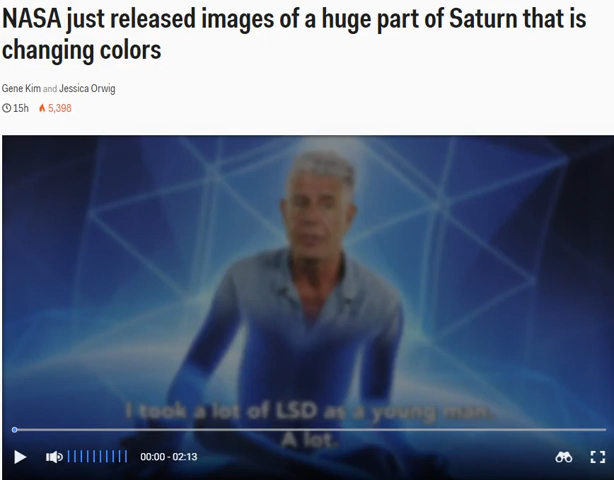 NASA just released images of a huge part of Saturn that is
changing colors
Gene Kim and Jessica Orwig
15h 5,398
I took a lot of LSD as a young man.
A lot.
00:00 - 02:13